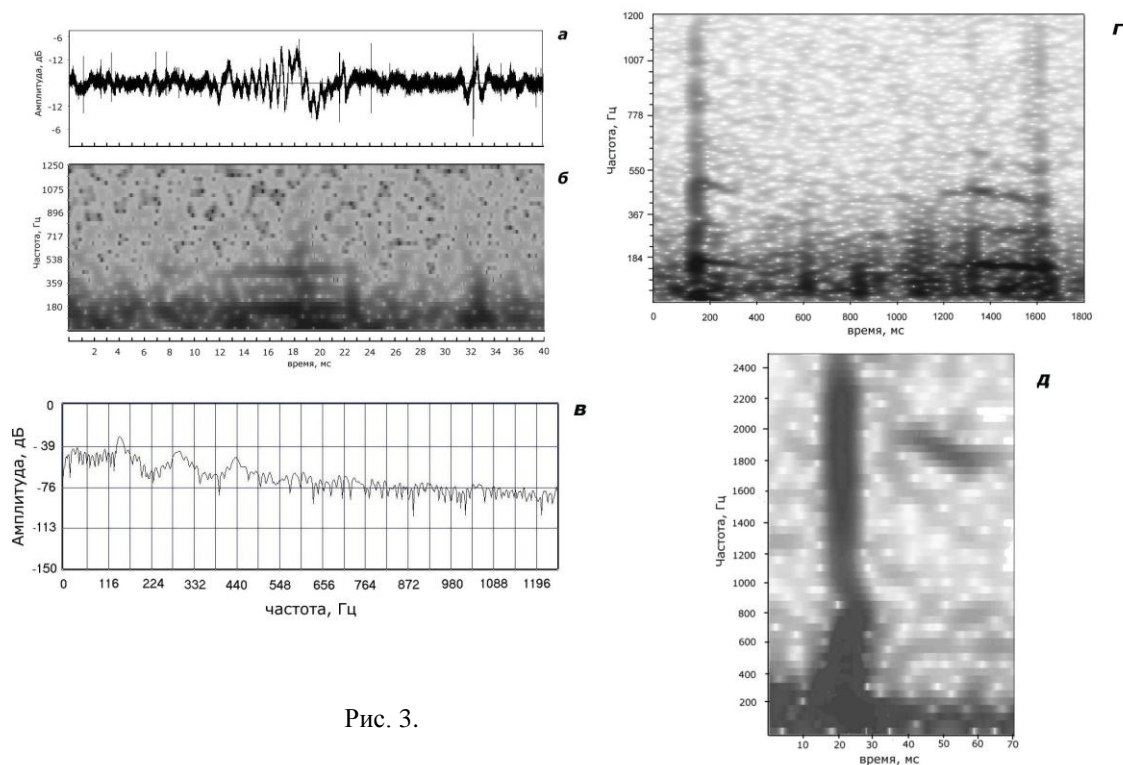 а
Амплитуда, дБ
-6
-12
-12
-6
б
Частота, Гц
1250
1075
896
717
538
359
180
2 4 6 8 10 12 14 16 18 20 22 24 26 28 30 32 34 36 38 40
время, мс
в
Амплитуда, дБ
0
-39
-76
-113
-150
0 116 224 332 440 548 656 764 872 980 1088 1196
частота, Гц
г
Частота, Гц
1200
1007
778
550
367
184
0 200 400 600 800 1000 1200 1400 1600 1800
время, мс
д
Частота, Гц
2400
2200
2000
1800
1600
1400
1200
1000
800
600
400
200
10 20 30 40 50 60 70
время, мс
Рис. 3.